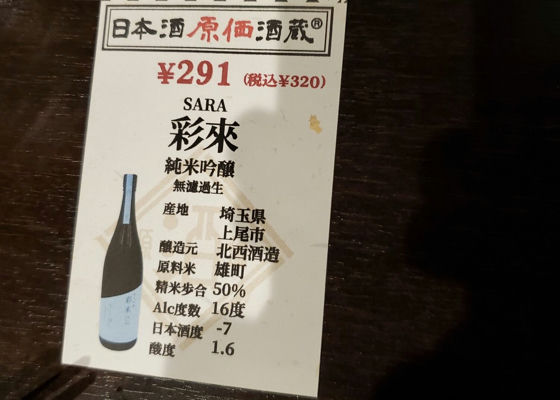 日本酒原価酒蔵®
¥291 (税込¥320)
SARA
彩來
純米吟醸
無濾過生
産地 埼玉県
上尾市
醸造元 北西酒造
原料米 雄町
精米歩合 50%
Alc度数 16度
日本酒度 -7
酸度 1.6